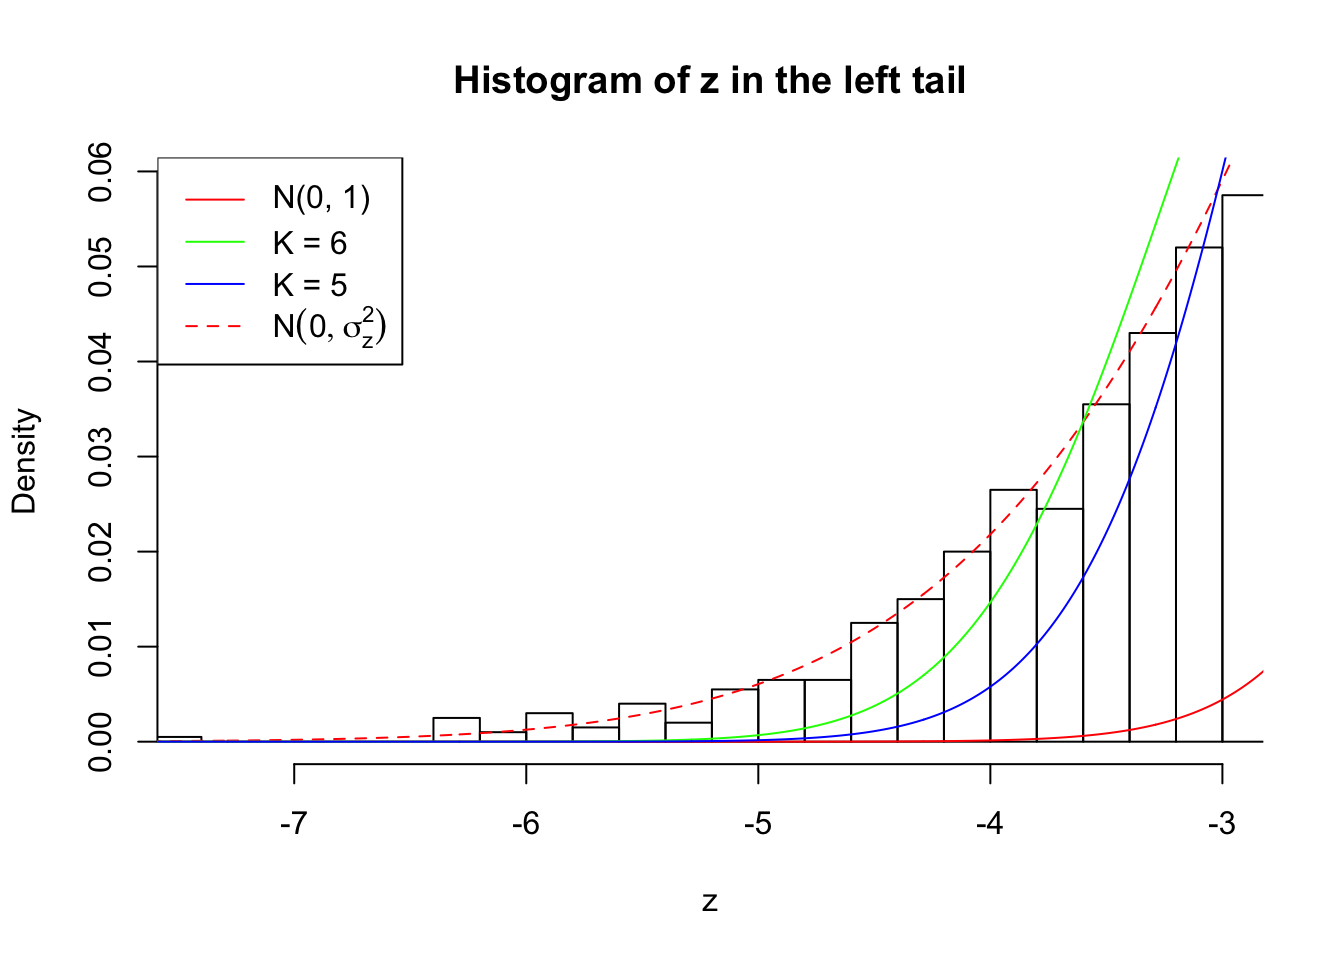 Histogram of z in the left tail
N(0, 1)
K = 6
K = 5
N(0, σz²)
Density
0.00 0.01 0.02 0.03 0.04 0.05 0.06
-7 -6 -5 -4 -3
z